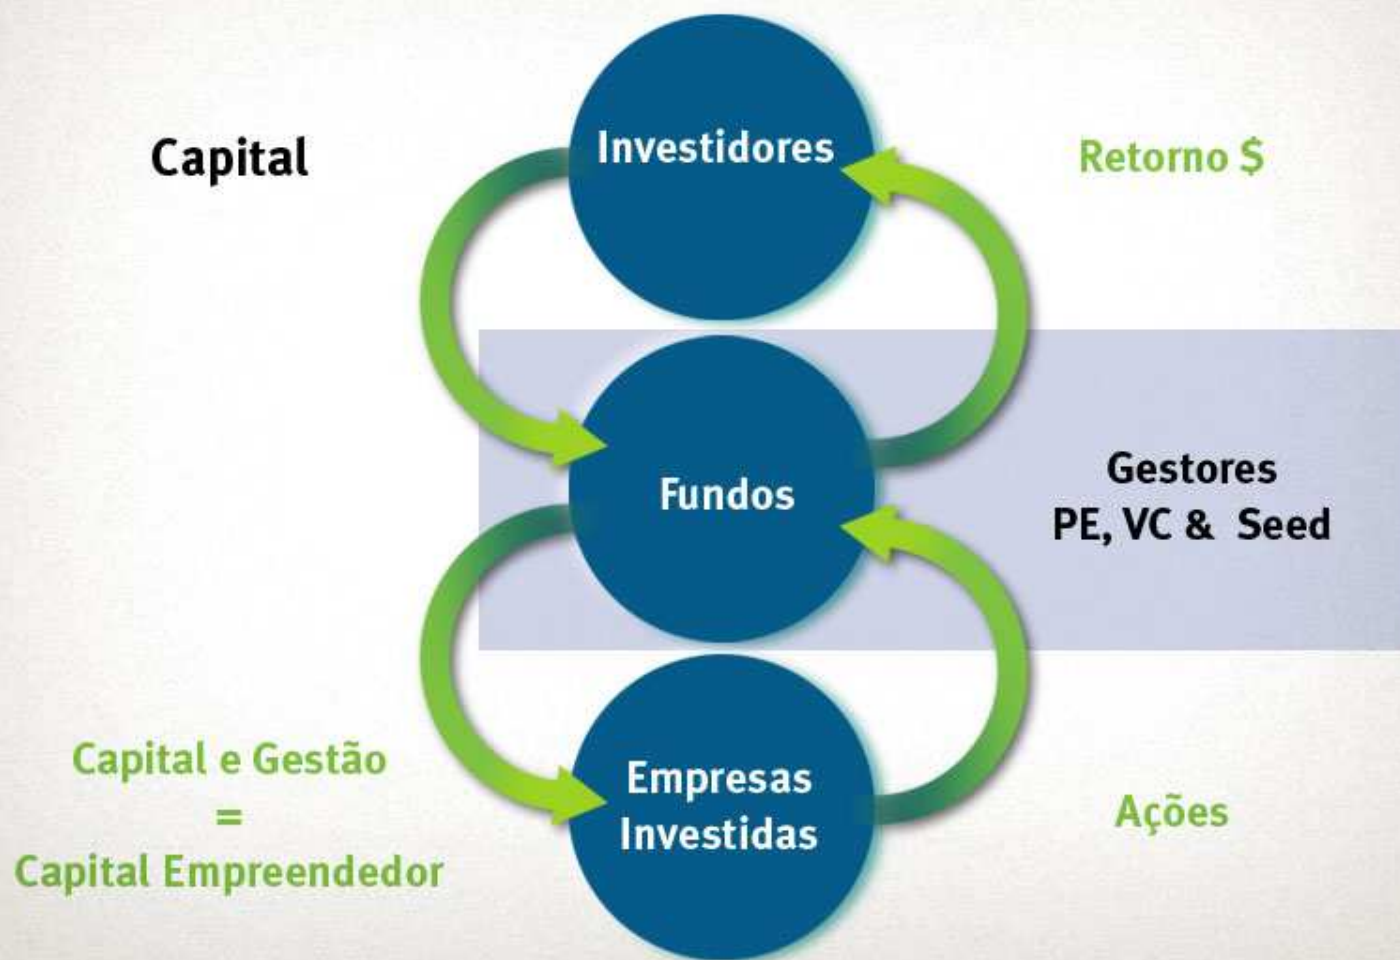 Capital
Investidores
Retorno $
Fundos
Gestores
PE, VC & Seed
Capital e Gestão
=
Capital Empreendedor
Empresas
Investidas
Ações